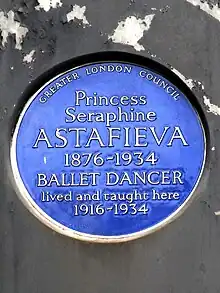 GREATER LONDON COUNCIL
Princess
Seraphine
ASTAFIEVA
1876-1934
BALLET DANCER
lived and taught here
1916-1934